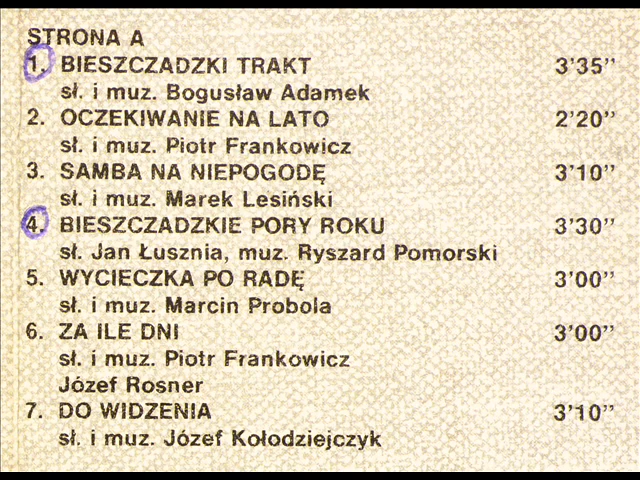 STRONA A
1. BIESZCZADZKI TRAKT 3’35”
sł. i muz. Bogusław Adamek
2. OCZEKIWANIE NA LATO 2’20”
sł. i muz. Piotr Frankowicz
3. SAMBA NA NIEPOGODĘ 3’10”
sł. i muz. Marek Lesiński
4. BIESZCZADZKIE PORY ROKU 3’30”
sł. Jan Łusznia, muz. Ryszard Pomorski
5. WYCIECZKA PO RADĘ 3’00”
sł. i muz. Marcin Probola
6. ZA ILE DNI 3’00”
sł. i muz. Piotr Frankowicz
Józef Rosner
7. DO WIDZENIA 3’10”
sł. i muz. Józef Kołodziejczyk